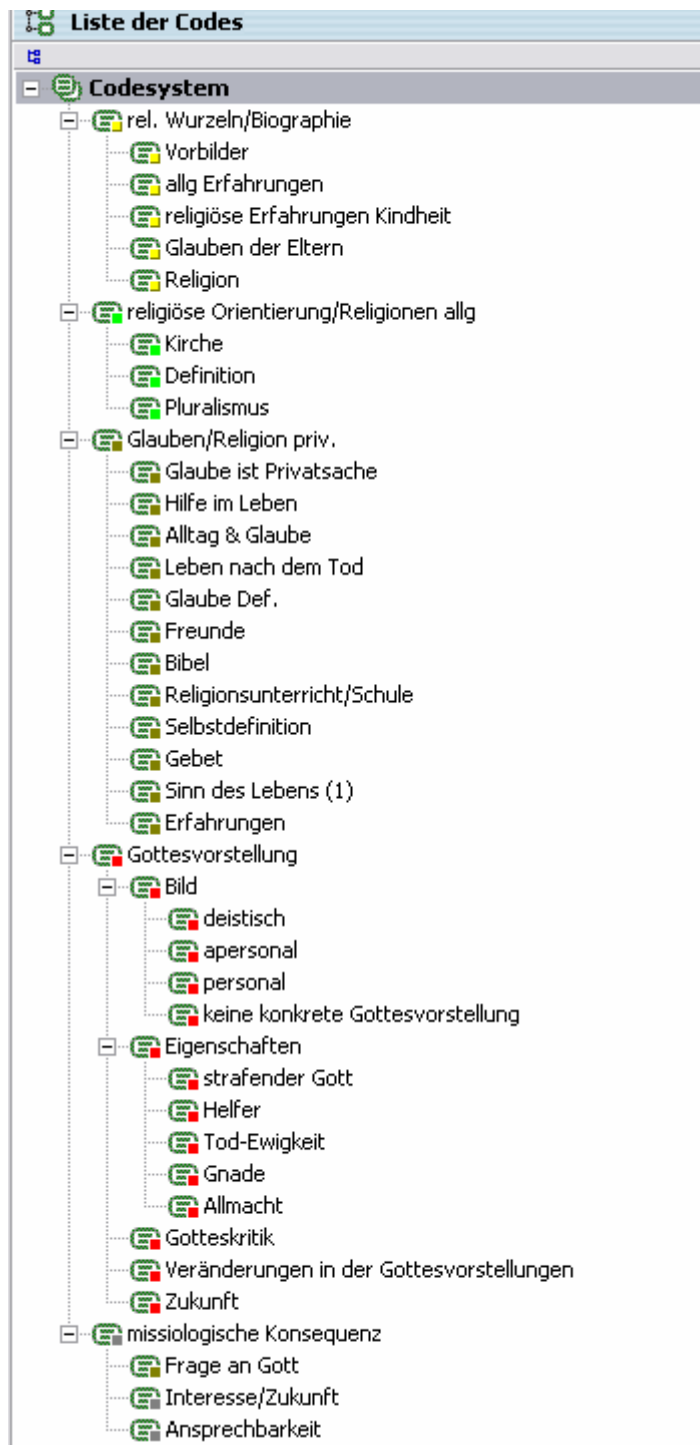 Liste der Codes
Codesystem
rel. Wurzeln/Biographie
Vorbilder
allg Erfahrungen
religiöse Erfahrungen Kindheit
Glauben der Eltern
Religion
religiöse Orientierung/Religionen allg
Kirche
Definition
Pluralismus
Glauben/Religion priv.
Glaube ist Privatsache
Hilfe im Leben
Alltag & Glaube
Leben nach dem Tod
Glaube Def.
Freunde
Bibel
Religionsunterricht/Schule
Selbstdefinition
Gebet
Sinn des Lebens (1)
Erfahrungen
Gottesvorstellung
Bild
deistisch
apersonal
personal
keine konkrete Gottesvorstellung
Eigenschaften
strafender Gott
Helfer
Tod-Ewigkeit
Gnade
Allmacht
Gotteskritik
Veränderungen in der Gottesvorstellungen
Zukunft
missiologische Konsequenz
Frage an Gott
Interesse/Zukunft
Ansprechbarkeit